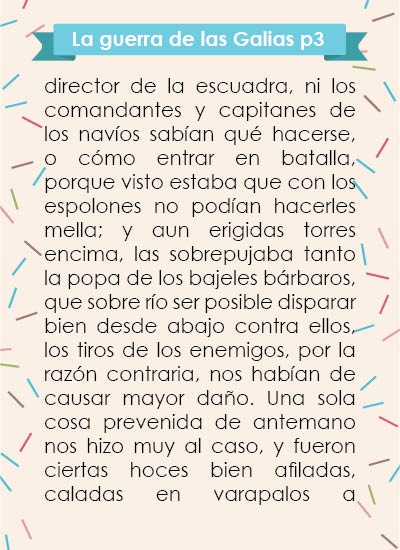 La guerra de las Galias p3
director de la escuadra, ni los
comandantes y capitanes de
los navíos sabían qué hacerse,
o cómo entrar en batalla,
porque visto estaba que con los
espolones no podían hacerles
mella; y aun erigidas torres
encima, las sobrepujaba tanto
la popa de los bajeles bárbaros,
que sobre río ser posible disparar
bien desde abajo contra ellos,
los tiros de los enemigos, por la
razón contraria, nos habían de
causar mayor daño. Una sola
cosa prevenida de antemano
nos hizo muy al caso, y fueron
ciertas hoces bien afiladas,
caladas en varapalos a